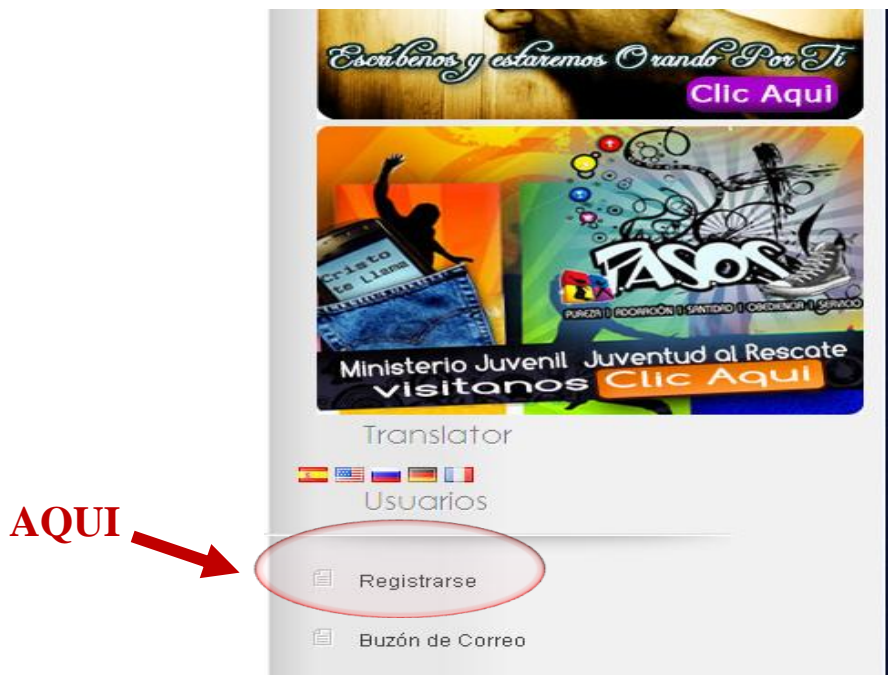 Escríbenos y estaremos Orando Por Ti
Clic Aqui
Cristo
te Llama
PASOS
PUREZA | ADORACIÓN | SANTIDAD | OBEDIENCIA | SERVICIO
Ministerio Juvenil Juventud al Rescate
visitanos Clic Aqui
Translator
Usuarios
AQUI
Registrarse
Buzón de Correo